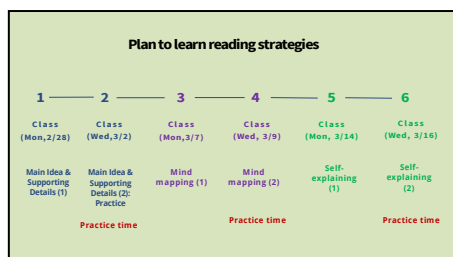 Plan to learn reading strategies
1 2 3 4 5 6
Class Class Class Class Class Class
(Mon,2/28) (Wed,3/2) (Mon,3/7) (Wed, 3/9) (Mon, 3/14) (Wed, 3/16)
Main Idea &
Supporting
Details (1)
Main Idea &
Supporting
Details (2):
Practice
Mind
mapping (1)
Mind
mapping (2)
Self-
explaining
(1)
Self-
explaining
(2)
Practice time Practice time Practice time